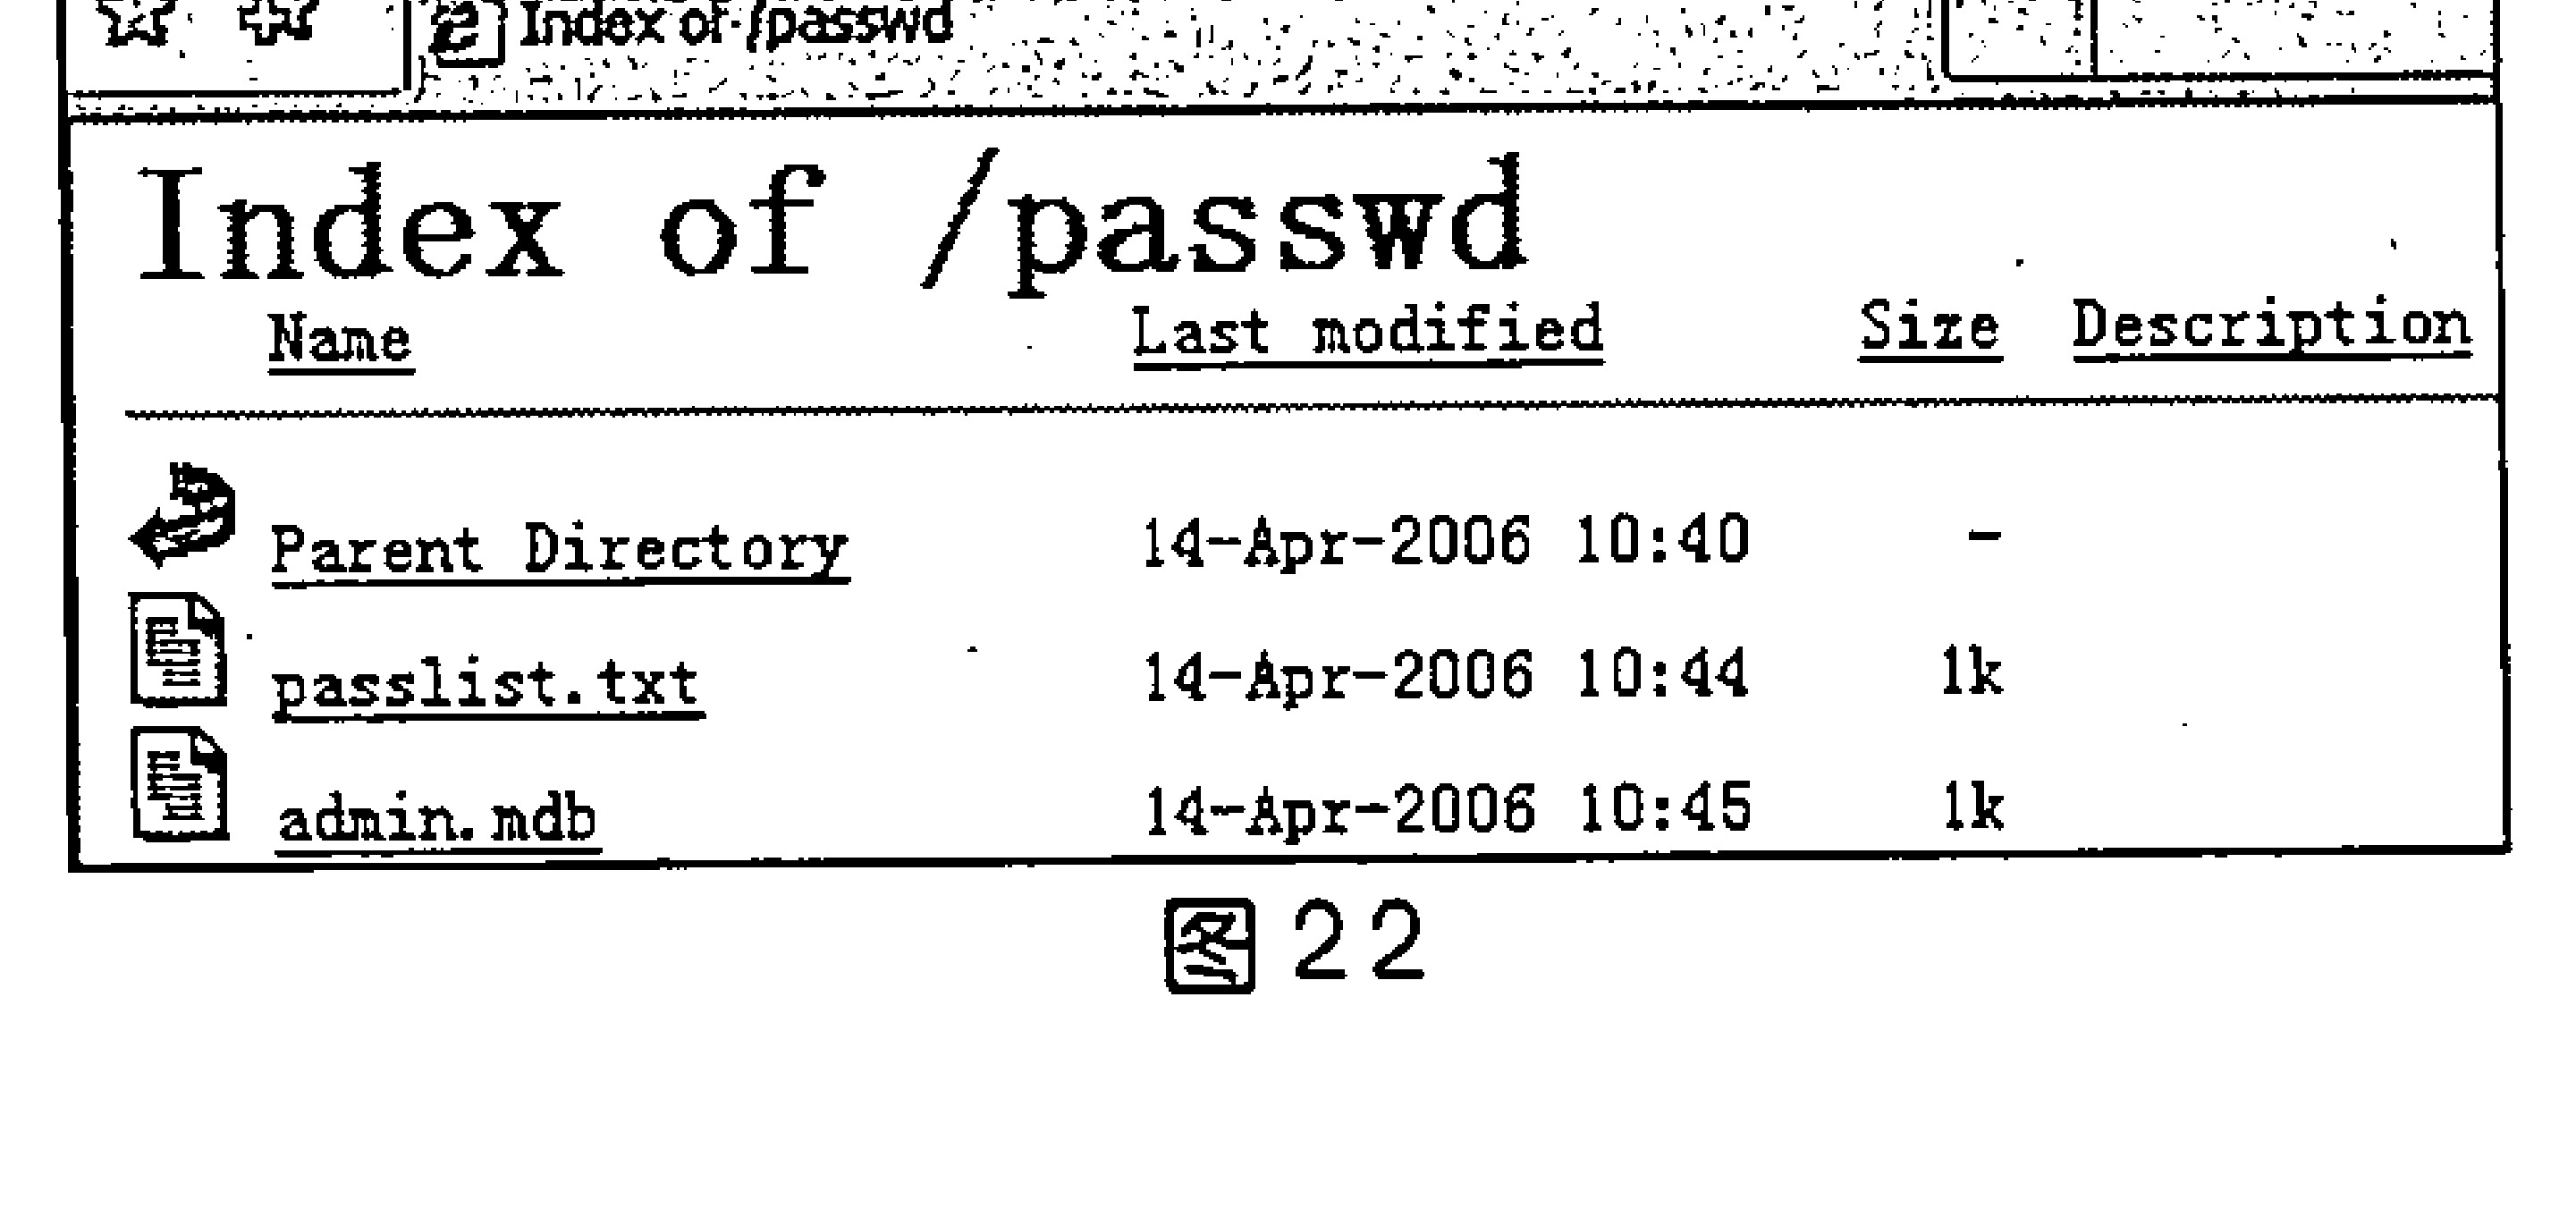 Index of /passwd
Index of /passwd
Name Last modified Size Description
Parent Directory 14-Apr-2006 10:40 -
passlist.txt 14-Apr-2006 10:44 1k
admin.mdb 14-Apr-2006 10:45 1k
图22